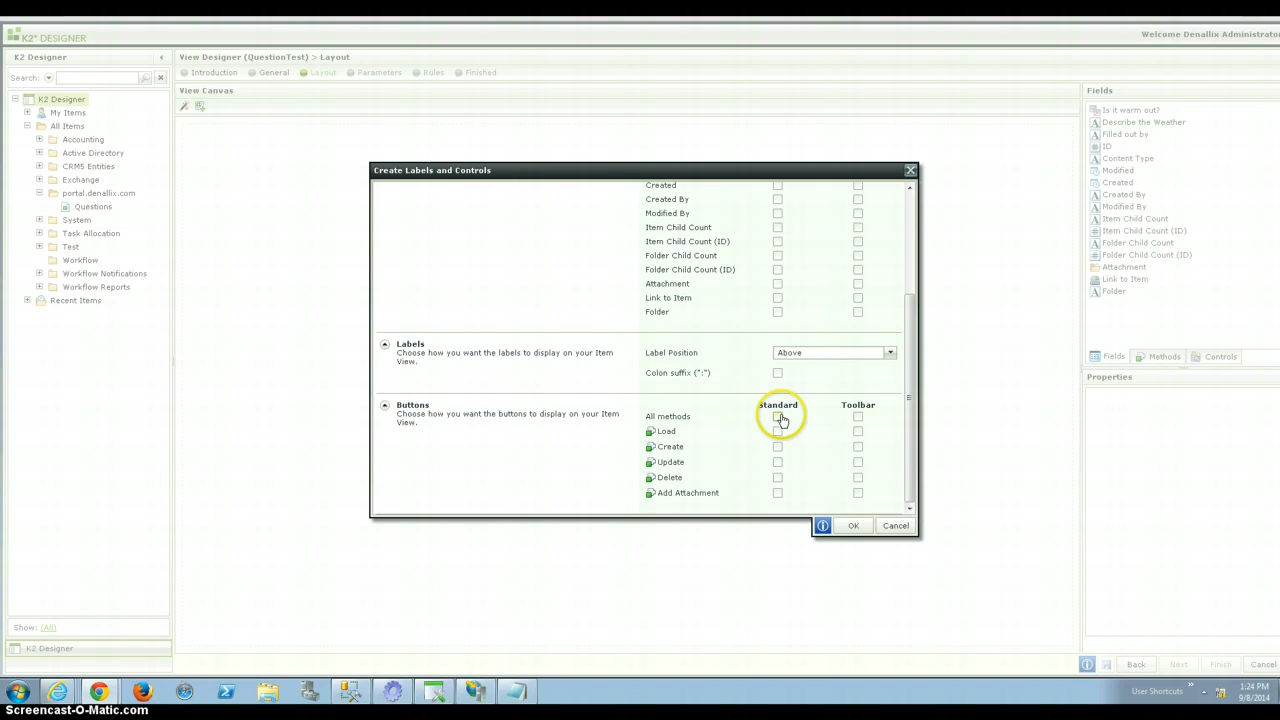 K2* DESIGNER
Welcome Denallix Administrator
K2 Designer
View Designer (QuestionTest) > Layout
Search:
Introduction
General
Layout
Parameters
Rules
Finished
View Canvas
Fields
K2 Designer
My Items
All Items
Accounting
Active Directory
CRM5 Entities
Exchange
portal.denallix.com
Questions
System
Task Allocation
Test
Workflow
Workflow Notifications
Workflow Reports
Recent Items
Show: (All)
K2 Designer
Create Labels and Controls
Created
Created By
Modified By
Item Child Count
Item Child Count (ID)
Folder Child Count
Folder Child Count (ID)
Attachment
Link to Item
Folder
Labels
Choose how you want the labels to display on your Item
View.
Label Position
Above
Colon suffix (":")
Buttons
Choose how you want the buttons to display on your Item
View.
Standard
Toolbar
All methods
Load
Create
Update
Delete
Add Attachment
OK
Cancel
Is it warm out?
Describe the Weather
Filled out by
ID
Content Type
Modified
Created
Created By
Modified By
Item Child Count
Item Child Count (ID)
Folder Child Count
Folder Child Count (ID)
Attachment
Link to Item
Folder
Fields
Methods
Controls
Properties
Back
Next
Finish
Cancel
User Shortcuts
1:24 PM
9/8/2014
Screencast-O-Matic.com